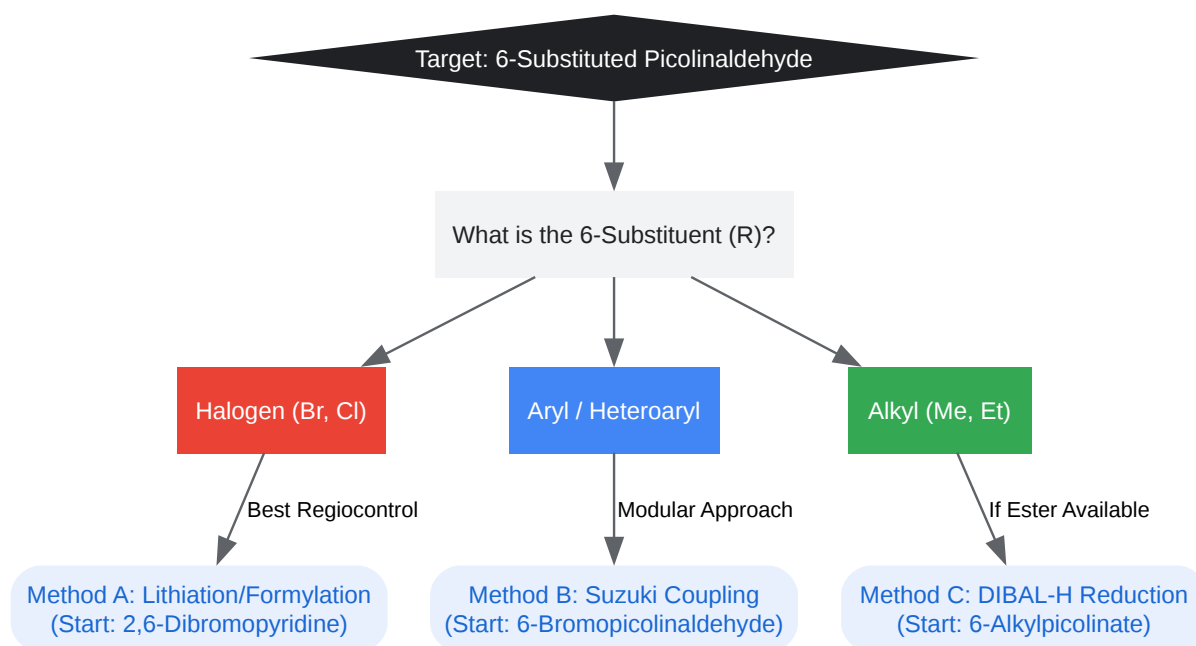 Target: 6-Substituted Picolinaldehyde
What is the 6-Substituent (R)?
Halogen (Br, Cl)
Aryl / Heteroaryl
Alkyl (Me, Et)
Best Regiocontrol
Modular Approach
If Ester Available
Method A: Lithiation/Formylation
(Start: 2,6-Dibromopyridine)
Method B: Suzuki Coupling
(Start: 6-Bromopicolinaldehyde)
Method C: DIBAL-H Reduction
(Start: 6-Alkylpicolinate)